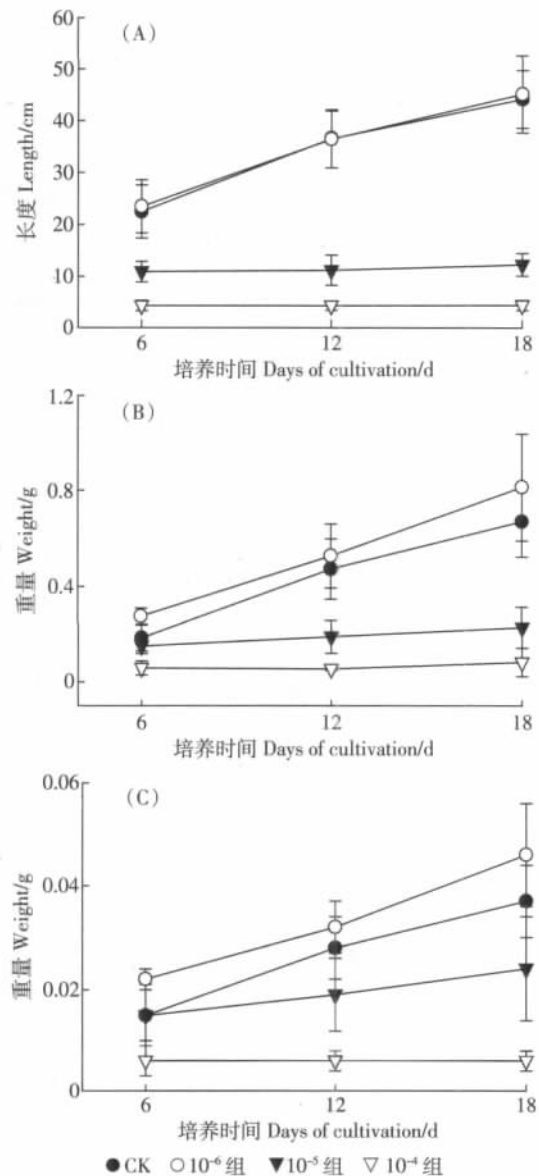 60
(A)
50
40
30
20
10
0
长度 Length/cm
6 12 18
培养时间 Days of cultivation/d
1.2
(B)
0.8
0.4
0
重量 Weight/g
6 12 18
培养时间 Days of cultivation/d
0.06
(C)
0.04
0.02
0
重量 Weight/g
6 12 18
培养时间 Days of cultivation/d
CK 10⁻⁶ 组 10⁻⁵ 组 10⁻⁴ 组